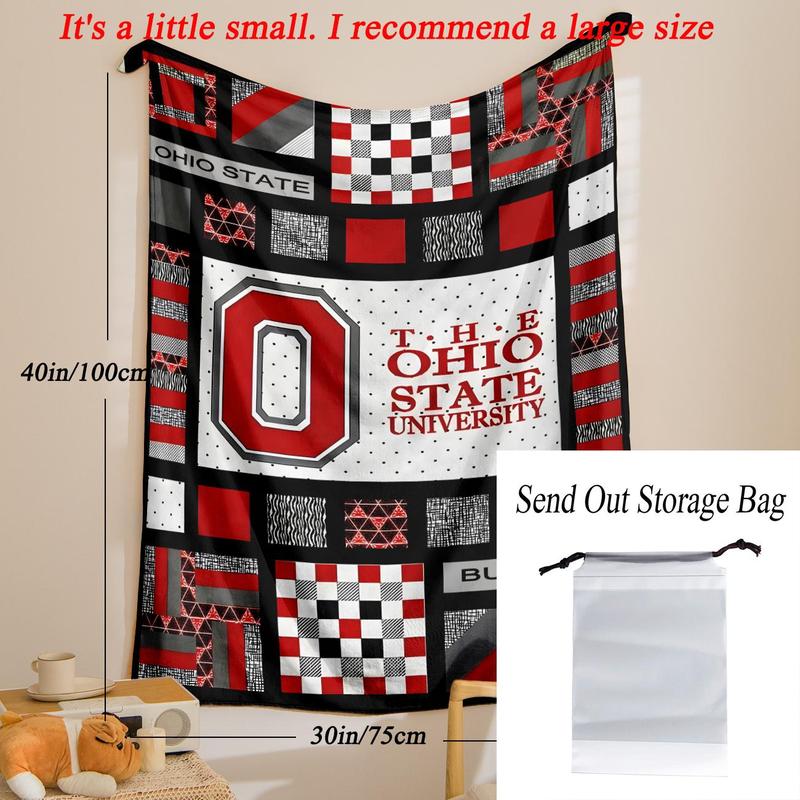 It's a little small. I recommend a large size
OHIO STATE
O
T·H·E
OHIO
STATE
UNIVERSITY
40in/100cm
Send Out Storage Bag
BU
30in/75cm